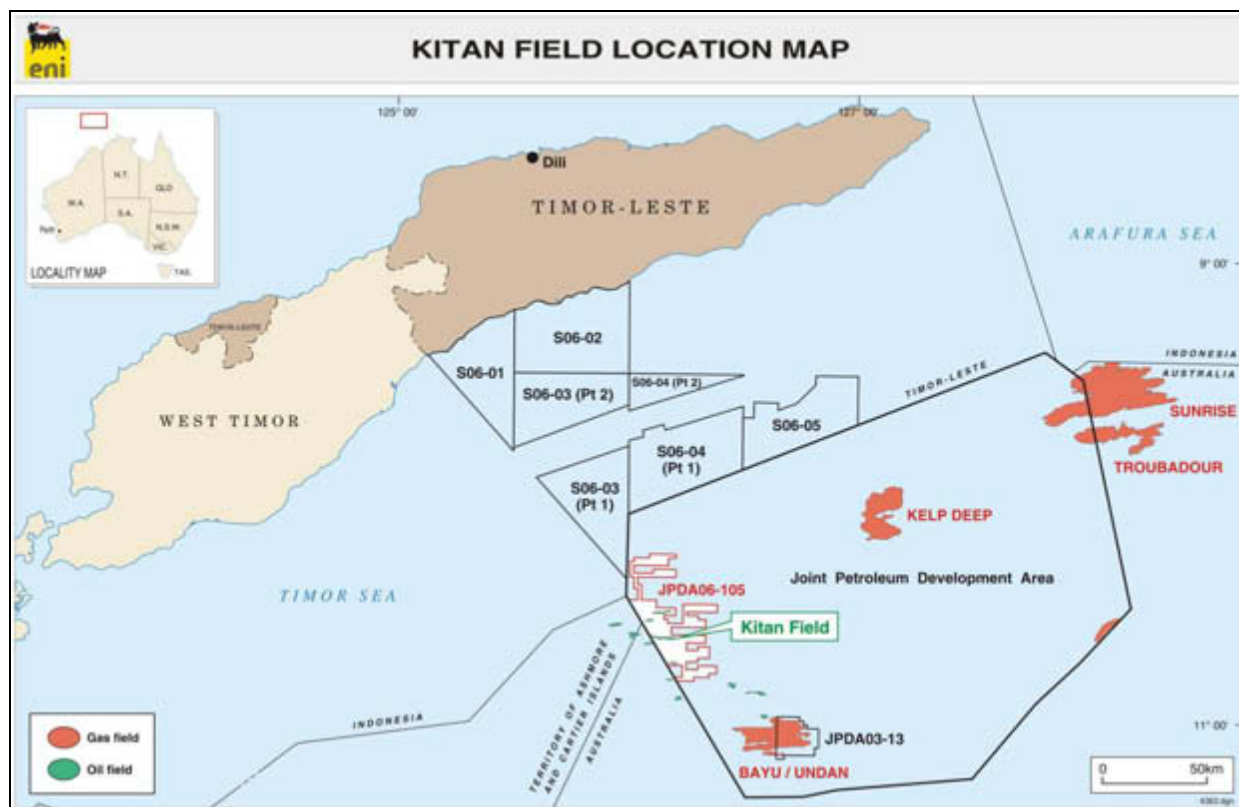 eni
KITAN FIELD LOCATION MAP
125° 00'
127° 00'
N.T.
QLD
W.A.
S.A.
N.S.W.
Perth
VIC.
TAS.
LOCALITY MAP
Dili
TIMOR-LESTE
ARAFURA SEA
9° 00'
TIMOR-LESTE
S06-02
S06-01
S06-03 (Pt 2)
S06-04 (Pt 2)
TIMOR-LESTE
INDONESIA
AUSTRALIA
SUNRISE
WEST TIMOR
S06-05
S06-04
(Pt 1)
TROUBADOUR
S06-03
(Pt 1)
KELP DEEP
Joint Petroleum Development Area
JPDA06-105
TIMOR SEA
Kitan Field
INDONESIA
TERRITORY OF ASHMORE
AND CARTIER ISLANDS
AUSTRALIA
Gas field
Oil field
JPDA03-13
BAYU / UNDAN
11° 00'
0 50km